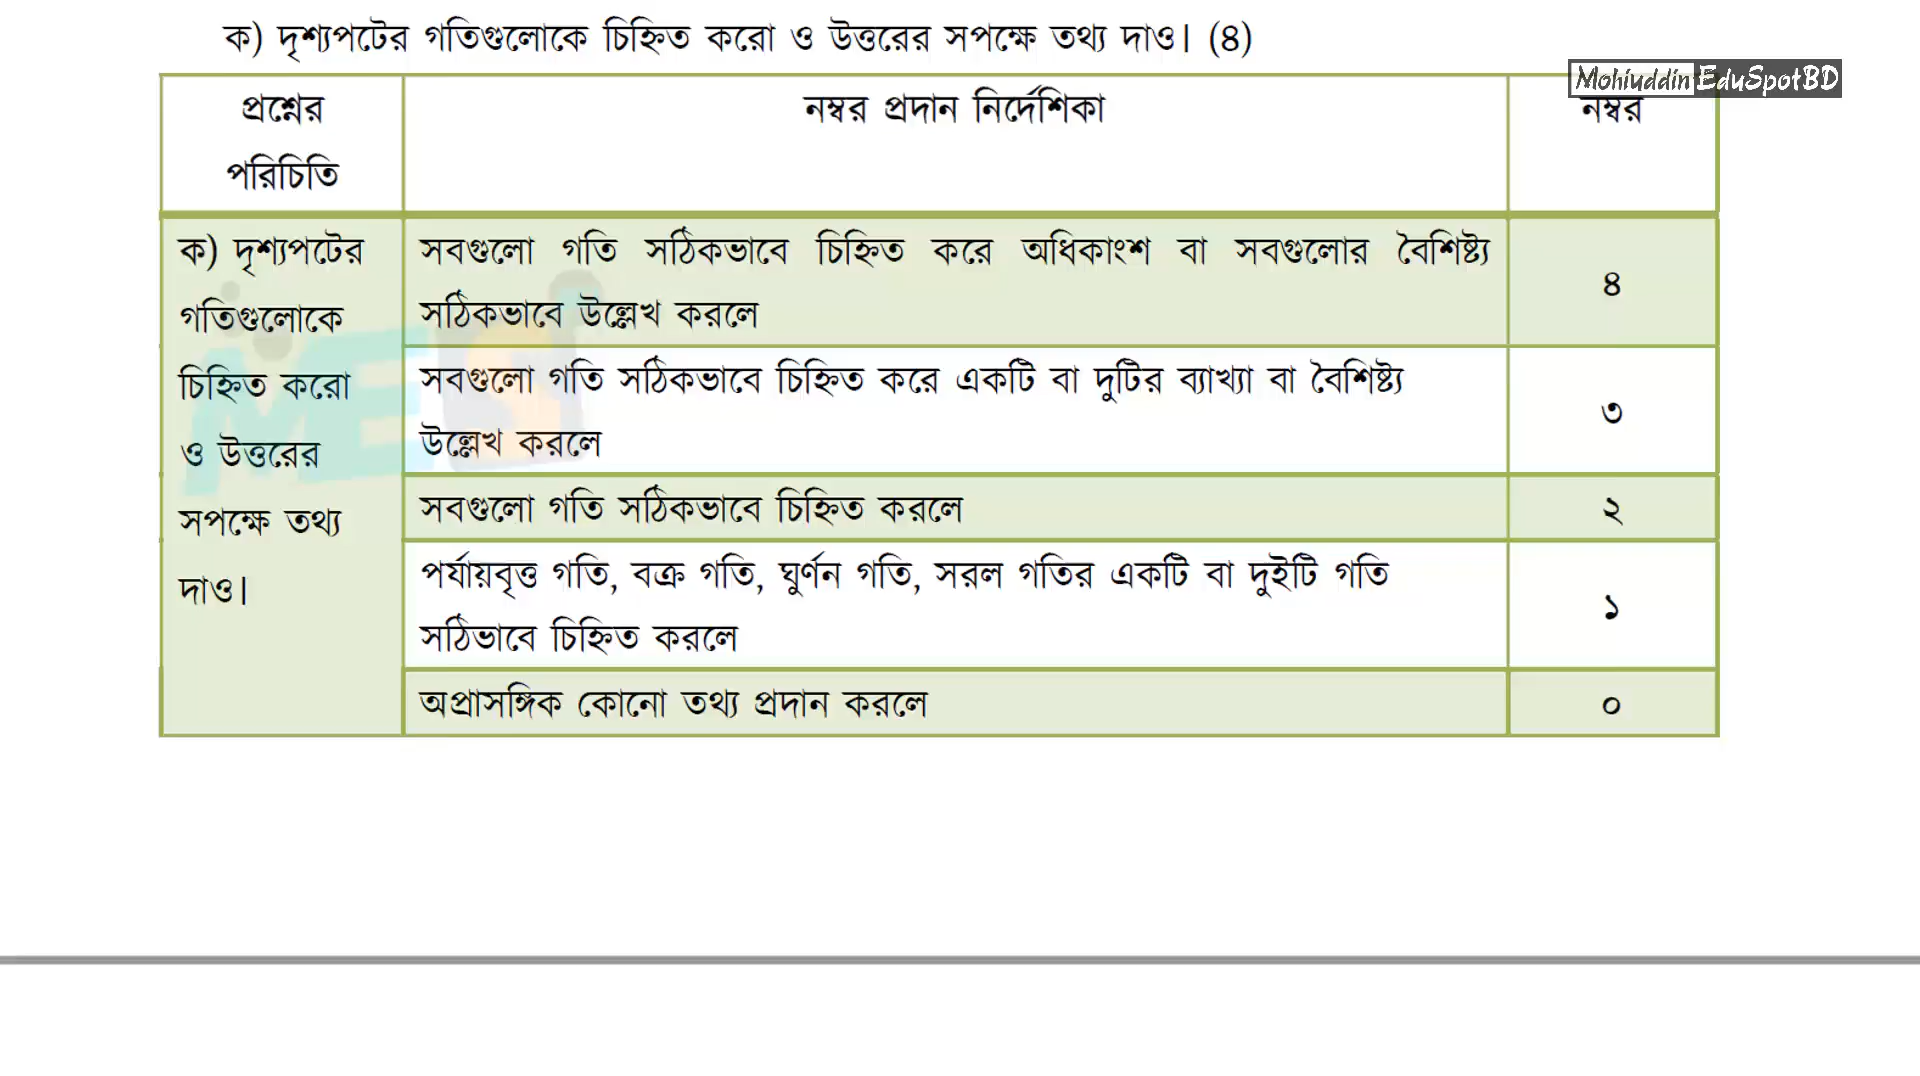 ক) দৃশ্যপটের গতিগুলোকে চিহ্নিত করো ও উত্তরের সপক্ষে তথ্য দাও। (৪)
Mohiuddin EduSpotBD
প্রশ্নের
পরিচিতি
নম্বর প্রদান নির্দেশিকা
নম্বর
ক) দৃশ্যপটের
গতিগুলোকে
চিহ্নিত করো
ও উত্তরের
সপক্ষে তথ্য
দাও।
সবগুলো গতি সঠিকভাবে চিহ্নিত করে অধিকাংশ বা সবগুলোর বৈশিষ্ট্য
সঠিকভাবে উল্লেখ করলে
৪
সবগুলো গতি সঠিকভাবে চিহ্নিত করে একটি বা দুটির ব্যাখ্যা বা বৈশিষ্ট্য
উল্লেখ করলে
৩
সবগুলো গতি সঠিকভাবে চিহ্নিত করলে
২
পর্যায়বৃত্ত গতি, বক্র গতি, ঘুর্ণন গতি, সরল গতির একটি বা দুইটি গতি
সঠিভাবে চিহ্নিত করলে
১
অপ্রাসঙ্গিক কোনো তথ্য প্রদান করলে
০
MES